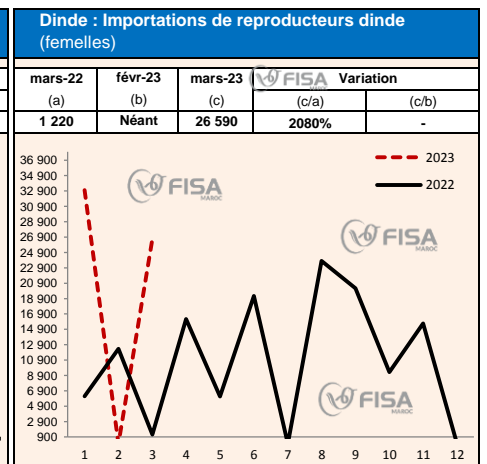 Dinde : Importations de reproducteurs dinde
(femelles)
mars-22 févr-23 mars-23 FISA Variation
(a) (b) (c) (c/a) (c/b)
1 220 Néant 26 590 2080% -
36 900
34 900
32 900
30 900
28 900
26 900
24 900
22 900
20 900
18 900
16 900
14 900
12 900
10 900
8 900
6 900
4 900
2 900
900
2023
2022
FISA
MAROC
FISA
MAROC
FISA
MAROC
1 2 3 4 5 6 7 8 9 10 11 12